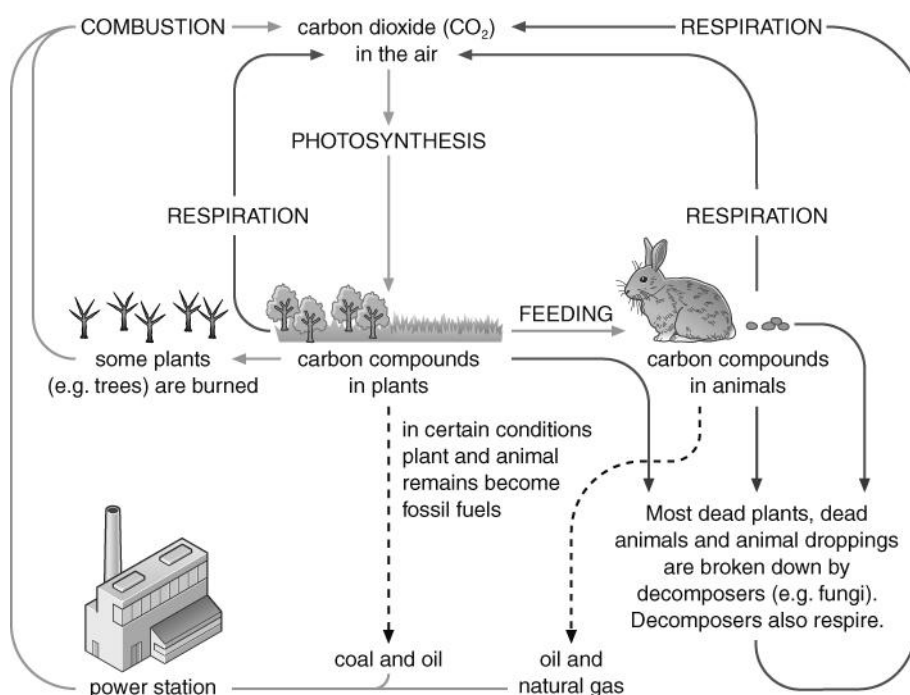 COMBUSTION
carbon dioxide (CO₂)
in the air
RESPIRATION
PHOTOSYNTHESIS
RESPIRATION
RESPIRATION
FEEDING
some plants
(e.g. trees) are burned
carbon compounds
in plants
carbon compounds
in animals
in certain conditions
plant and animal
remains become
fossil fuels
Most dead plants, dead
animals and animal droppings
are broken down by
decomposers (e.g. fungi).
Decomposers also respire.
coal and oil
oil and
natural gas
power station